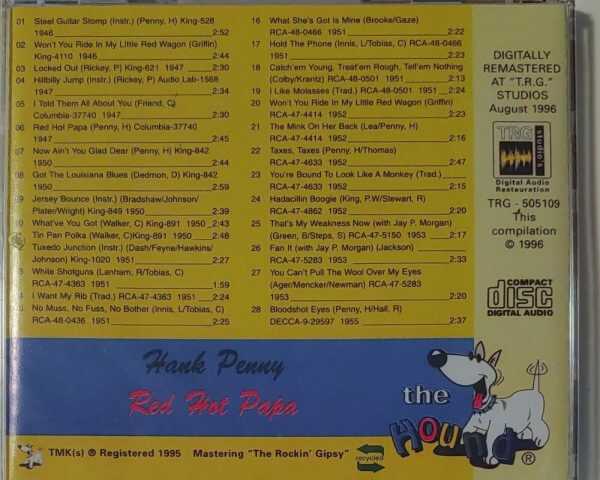 01 Steel Guitar Stomp (Instr.) (Penny, H) King-528
1946 2:52
02 Won't You Ride In My Little Red Wagon (Griffin)
King-4110 1946 2:44
03 Locked Out (Rickey, P) King-621 1947 2:30
04 Hillbilly Jump (Instr.) (Rickey, P) Audio Lab-1568
1947 2:34
05 I Told Them All About You (Friend, C)
Columbia-37740 1947 2:30
06 Red Hot Papa (Penny, H) Columbia-37740
1947 2:45
07 Now Ain't You Glad Dear (Penny, H) King-842
1950 2:44
08 Got The Louisiana Blues (Dedmon, D) King-842
1950 2:59
09 Jersey Bounce (Instr.) (Bradshaw/Johnson/
Plater/Wright) King-849 1950 2:39
0 What've You Got (Walker, C) King-891 1950 2:43
Tin Pan Polka (Walker, C)King-891 1950 2:48
Tuxedo Junction (Instr.) (Dash/Feyne/Hawkins/
Johnson) King-1020 1951 2:27
3 White Shotguns (Lanham, R/Tobias, C)
RCA-47-4363 1951 1:59
4 I Want My Rib (Trad.) RCA-47-4363 1951 2:24
5 No Muss, No Fuss, No Bother (Innis, L/Tobias, C)
RCA-48-0436 1951 2:25
16 What She's Got Is Mine (Brooke/Gaze)
RCA-48-0466 1951 2:22
17 Hold The Phone (Innis, L/Tobias, C) RCA-48-0466
1951 2:23
18 Catch'em Young, Treat'em Rough, Tell'em Nothing
(Colby/Krantz) RCA-48-0501 1951 2:13
19 I Like Molasses (Trad.) RCA-48-0501 1951 2:24
20 Won't You Ride In My Little Red Wagon (Griffin)
RCA-47-4414 1952 2:23
21 The Mink On Her Back (Lea/Penny, H)
RCA-47-4414 1952 2:16
22 Taxes, Taxes (Penny, H/Thomas)
RCA-47-4633 1952 2:47
23 You're Bound To Look Like A Monkey (Trad.)
RCA-47-4633 1952 2:15
24 Hadacillin Boogie (King, P.W/Stewart, R)
RCA-47-4862 1952 2:20
25 That's My Weakness Now (with Jay P. Morgan)
(Green, B/Steps, S) RCA-47-5150 1953 2:17
26 Fan It (with Jay P. Morgan) (Jackson)
RCA-47-5283 1953 2:33
27 You Can't Pull The Wool Over My Eyes
(Ager/Mencker/Newman) RCA-47-5283
1953 2:20
28 Bloodshot Eyes (Penny, H/Hall, R)
DECCA-9-29597 1955 2:37
DIGITALLY
REMASTERED
AT "T.R.G."
STUDIOS
August 1996
TRG
studio's
Digital Audio
Restauration
TRG - 505109
This
compilation
© 1996
COMPACT
disc
DIGITAL AUDIO
Hank Penny
Red Hot Papa
the
Hound
®
TMK(s) ® Registered 1995 Mastering "The Rockin' Gipsy"
recycled